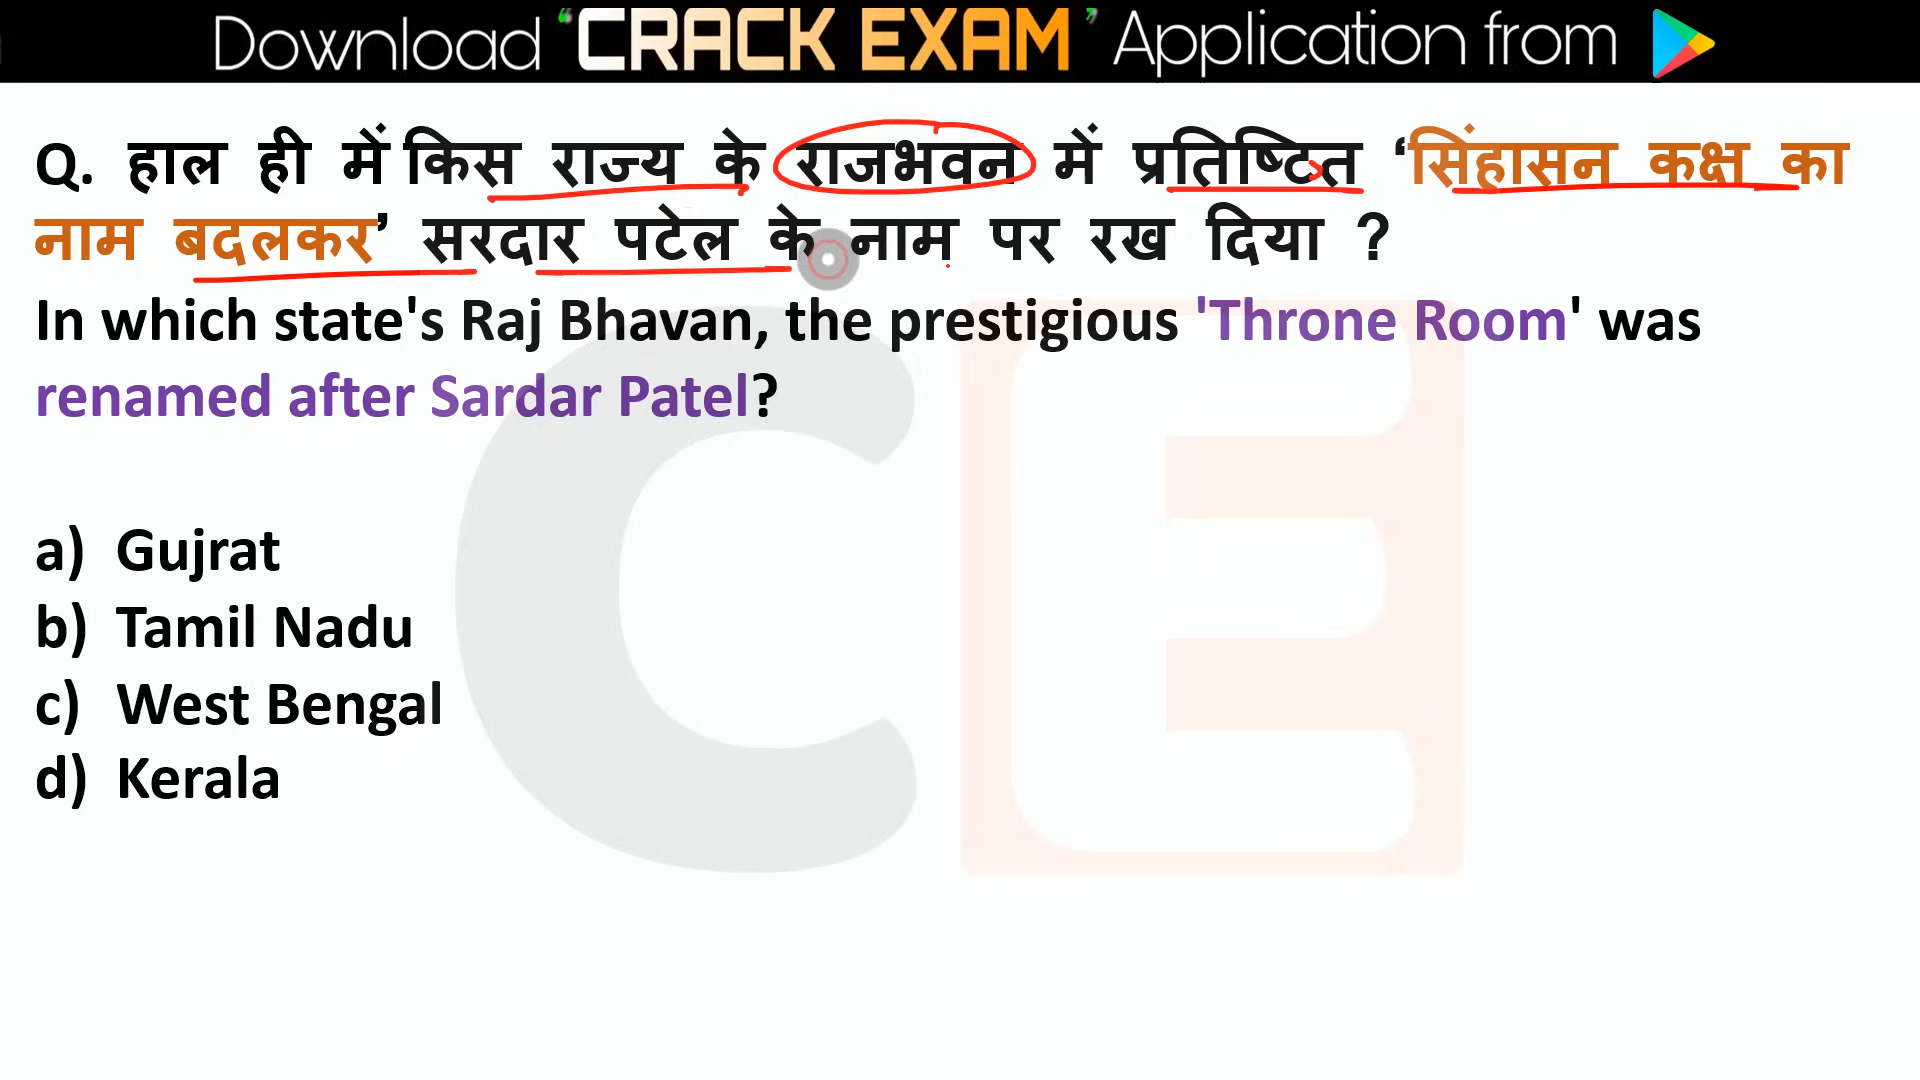 Download ‘CRACK EXAM’ Application from
Q. हाल ही में किस राज्य के राजभवन में प्रतिष्टित ‘सिंहासन कक्ष का
नाम बदलकर’ सरदार पटेल के नाम पर रख दिया ?
In which state's Raj Bhavan, the prestigious 'Throne Room' was
renamed after Sardar Patel?
a) Gujrat
b) Tamil Nadu
c) West Bengal
d) Kerala
CE